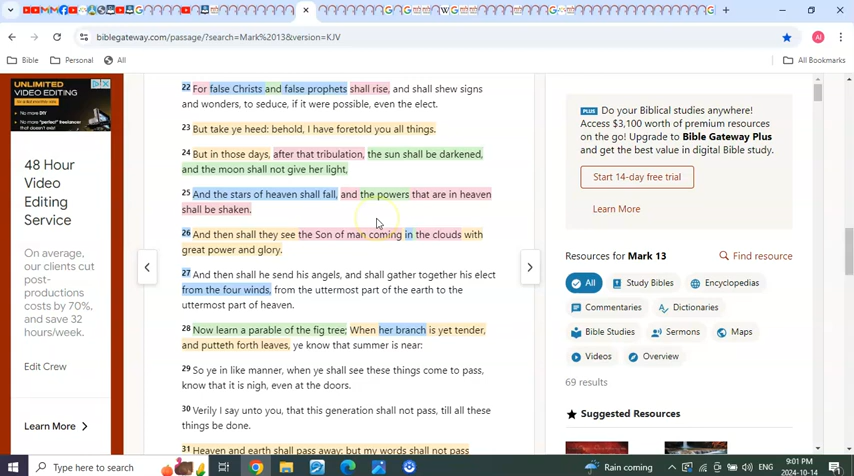 biblegateway.com/passage/?search=Mark%2013&version=KJV
Bible
Personal
All
All Bookmarks
UNLIMITED
VIDEO EDITING
48 Hour
Video
Editing
Service
On average,
our clients cut
post-
productions
costs by 70%,
and save 32
hours/week.
Edit Crew
Learn More
22 For false Christs and false prophets shall rise, and shall shew signs
and wonders, to seduce, if it were possible, even the elect.
23 But take ye heed: behold, I have foretold you all things.
24 But in those days, after that tribulation, the sun shall be darkened,
and the moon shall not give her light,
25 And the stars of heaven shall fall, and the powers that are in heaven
shall be shaken.
26 And then shall they see the Son of man coming in the clouds with
great power and glory.
27 And then shall he send his angels, and shall gather together his elect
from the four winds, from the uttermost part of the earth to the
uttermost part of heaven.
28 Now learn a parable of the fig tree; When her branch is yet tender,
and putteth forth leaves, ye know that summer is near:
29 So ye in like manner, when ye shall see these things come to pass,
know that it is nigh, even at the doors.
30 Verily I say unto you, that this generation shall not pass, till all these
things be done.
31 Heaven and earth shall pass away: but my words shall not pass
PLUS Do your Biblical studies anywhere!
Access $3,100 worth of premium resources
on the go! Upgrade to Bible Gateway Plus
and get the best value in digital Bible study.
Start 14-day free trial
Learn More
Resources for Mark 13
Find resource
All
Study Bibles
Encyclopedias
Commentaries
Dictionaries
Bible Studies
Sermons
Maps
Videos
Overview
69 results
Suggested Resources
Type here to search
Rain coming
ENG
9:01 PM
2024-10-14